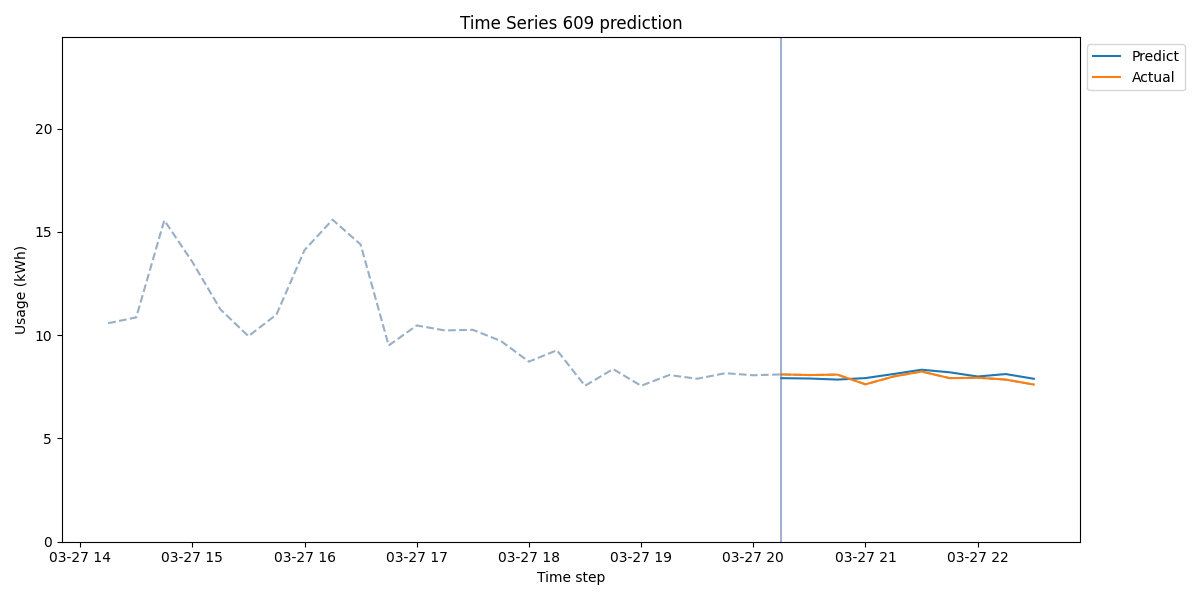 Time Series 609 prediction
Predict
Actual
Usage (kWh)
20
15
10
5
0
03-27 14
03-27 15
03-27 16
03-27 17
03-27 18
03-27 19
03-27 20
03-27 21
03-27 22
Time step